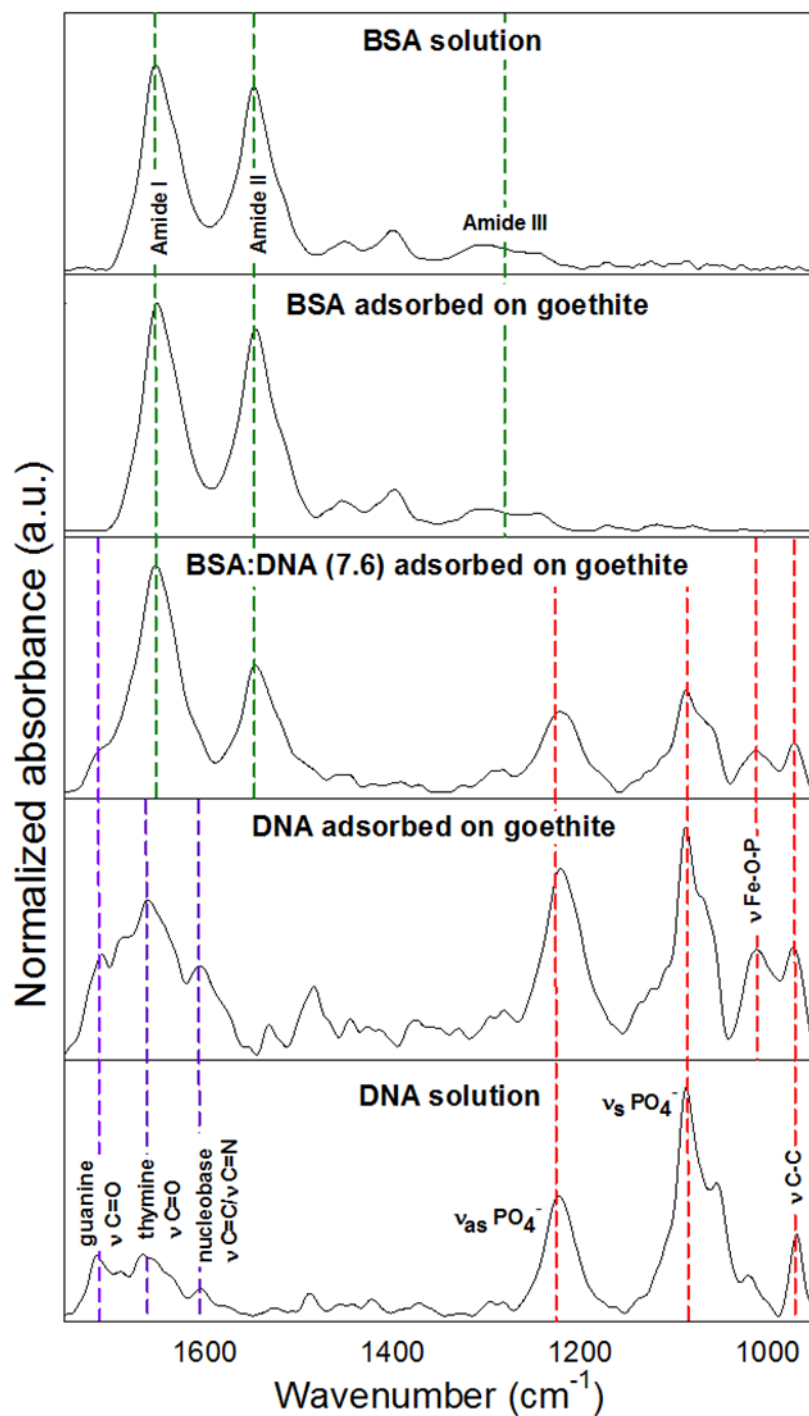 BSA solution
Amide I
Amide II
Amide III
BSA adsorbed on goethite
BSA:DNA (7.6) adsorbed on goethite
DNA adsorbed on goethite
ν Fe-O-P
DNA solution
guanine
ν C=O
thymine
ν C=O
nucleobase
ν C=C/ν C=N
νas PO4-
νs PO4-
ν C-C
Normalized absorbance (a.u.)
1600 1400 1200 1000
Wavenumber (cm-1)